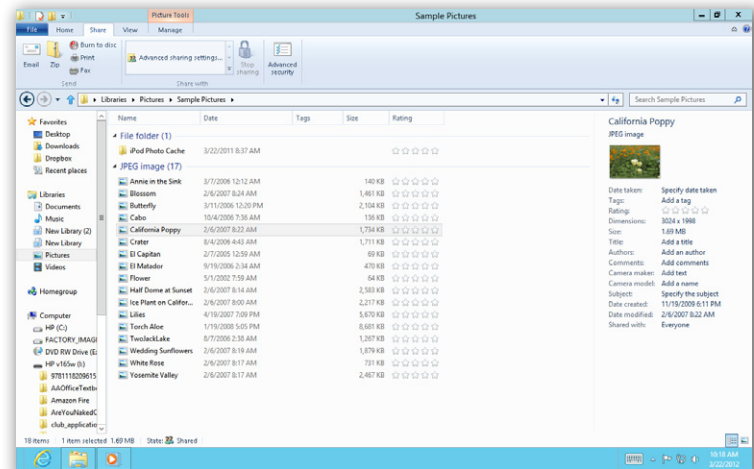 Picture Tools
Sample Pictures
File Home Share View Manage
Email
Zip
Burn to disc
Print
Fax
Send
Advanced sharing settings...
Stop sharing
Share with
Advanced security
Libraries Pictures Sample Pictures
Search Sample Pictures
Favorites
Desktop
Downloads
Dropbox
Recent places
Libraries
Documents
Music
New Library (2)
New Library
Pictures
Videos
Homegroup
Computer
HP (C:)
FACTORY_IMAG
DVD RW Drive (E:
HP v165w (I:)
9781118209615
AAOfficeTextb
Amazon Fire
AreYouNakedC
club_applicatio
Name Date Tags Size Rating
File folder (1)
iPod Photo Cache 3/22/2011 8:37 AM
JPEG image (17)
Annie in the Sink 3/7/2006 12:12 AM 140 KB
Blossom 2/6/2007 8:24 AM 1,461 KB
Butterfly 3/11/2006 12:20 PM 2,104 KB
Cabo 10/4/2006 7:36 AM 136 KB
California Poppy 2/6/2007 8:22 AM 1,734 KB
Crater 8/4/2006 4:43 AM 1,711 KB
El Capitan 2/7/2005 12:59 AM 69 KB
El Matador 9/19/2006 2:34 AM 470 KB
Flower 5/1/2002 7:59 AM 64 KB
Half Dome at Sunset 2/6/2007 8:14 AM 2,583 KB
Ice Plant on Califor... 2/6/2007 8:00 AM 2,217 KB
Lilies 4/19/2007 7:09 PM 5,670 KB
Torch Aloe 1/19/2008 5:05 PM 8,681 KB
TwoJackLake 8/7/2006 2:38 AM 1,267 KB
Wedding Sunflowers 2/6/2007 8:19 AM 1,879 KB
White Rose 2/6/2007 8:17 AM 731 KB
Yosemite Valley 2/6/2007 8:17 AM 2,467 KB
California Poppy
JPEG image
Date taken: Specify date taken
Tags: Add a tag
Rating:
Dimensions: 3024 x 1998
Size: 1.69 MB
Title: Add a title
Authors: Add an author
Comments: Add comments
Camera maker: Add text
Camera model: Add a name
Subject: Specify the subject
Date created: 11/19/2009 6:11 PM
Date modified: 2/6/2007 8:22 AM
Shared with: Everyone
18 items 1 item selected 1.69 MB State: Shared
10:18 AM
3/22/2012